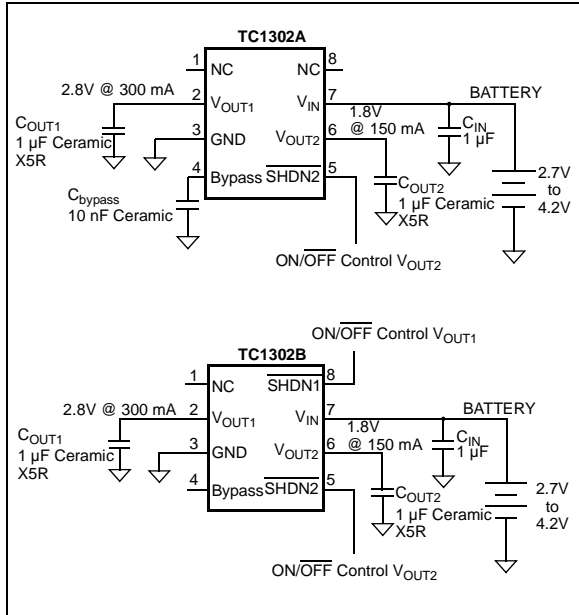 TC1302A
1
NC
NC
8
2.8V @ 300 mA
2
VOUT1
VIN
7
BATTERY
COUT1
1 µF Ceramic
X5R
3
GND
VOUT2
6
1.8V
@ 150 mA
CIN
1 µF
4
Bypass
SHDN2
5
Cbypass
10 nF Ceramic
COUT2
1 µF Ceramic
X5R
2.7V
to
4.2V
ON/OFF Control VOUT2
ON/OFF Control VOUT1
TC1302B
1
NC
SHDN1
8
2.8V @ 300 mA
2
VOUT1
VIN
7
BATTERY
COUT1
1 µF Ceramic
X5R
3
GND
VOUT2
6
1.8V
@ 150 mA
CIN
1 µF
4
Bypass
SHDN2
5
COUT2
1 µF Ceramic
X5R
2.7V
to
4.2V
ON/OFF Control VOUT2